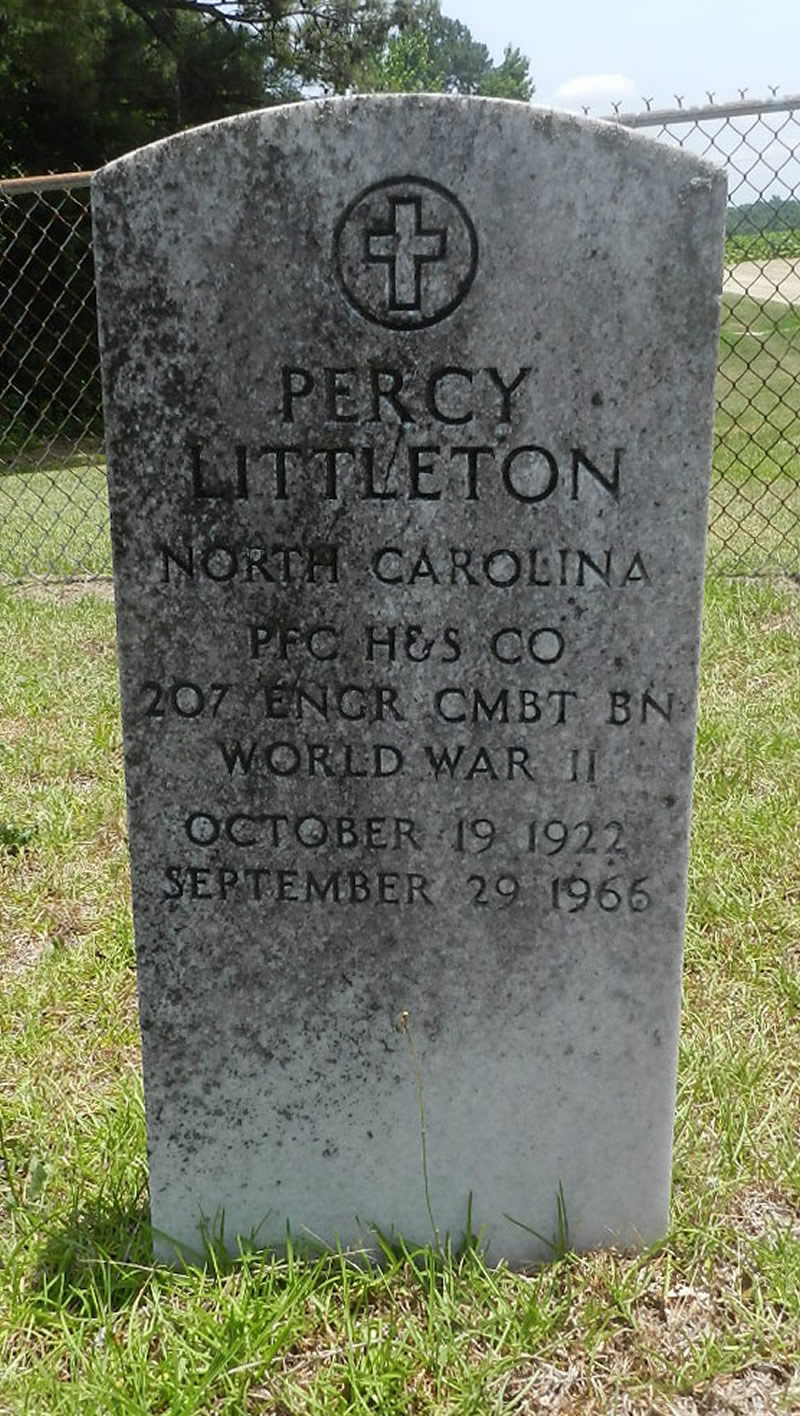 PERCY
LITTLETON
NORTH CAROLINA
PFC H&S CO
207 ENGR CMBT BN
WORLD WAR II
OCTOBER 19 1922
SEPTEMBER 29 1966